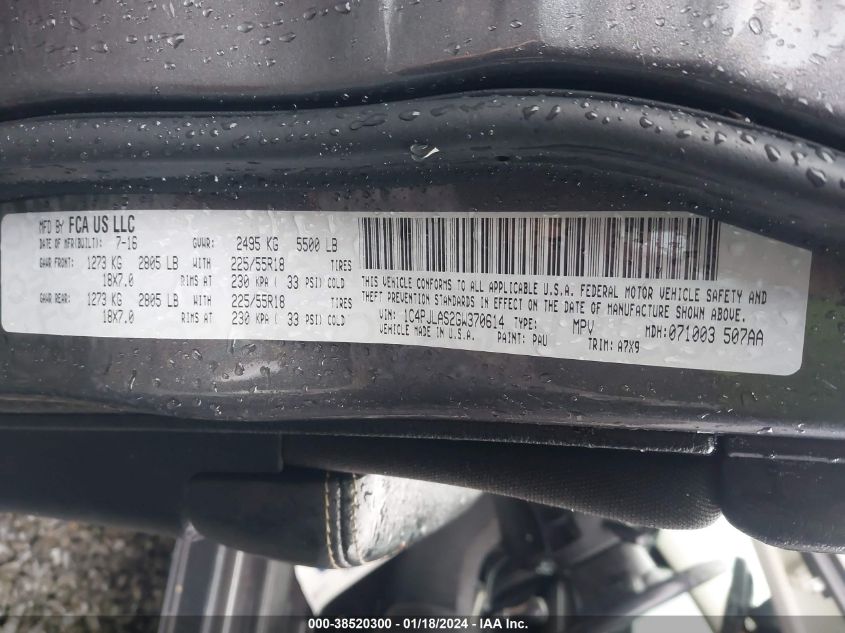 MFD BY FCA US LLC
DATE OF MFR(BUILT): 7-16 GVWR: 2495 KG 5500 LB
GAWR FRONT: 1273 KG 2805 LB WITH 225/55R18 TIRES
18X7.0 RIMS AT 230 KPA( 33 PSI) COLD
GAWR REAR: 1273 KG 2805 LB WITH 225/55R18 TIRES
18X7.0 RIMS AT 230 KPA( 33 PSI) COLD
THIS VEHICLE CONFORMS TO ALL APPLICABLE U.S.A. FEDERAL MOTOR VEHICLE SAFETY AND
THEFT PREVENTION STANDARDS IN EFFECT ON THE DATE OF MANUFACTURE SHOWN ABOVE.
VIN: 1C4PJLAS2GW370614 TYPE: MPV MDH:071003 507AA
VEHICLE MADE IN U.S.A. PAINT: PAU TRIM: A7X9
000-38520300 - 01/18/2024 - IAA Inc.